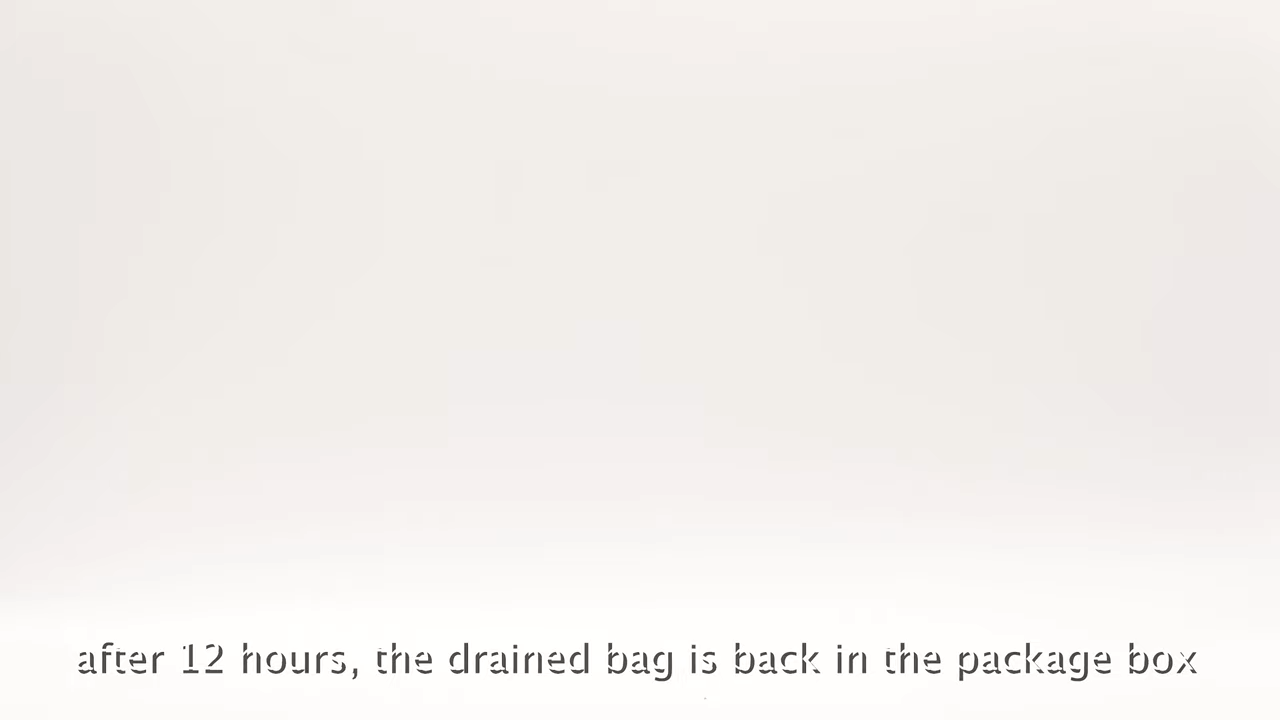 after 12 hours, the drained bag is back in the package box